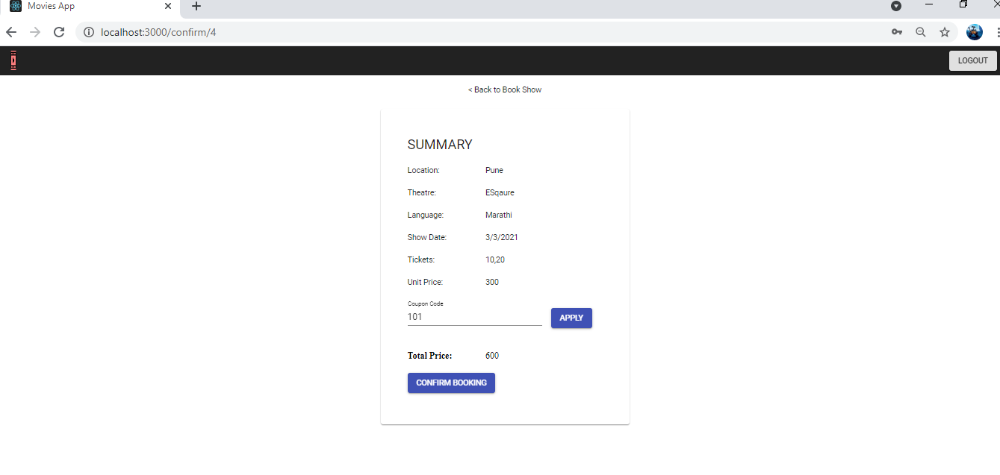 Movies App
localhost:3000/confirm/4
LOGOUT
< Back to Book Show
SUMMARY
Location: Pune
Theatre: ESqaure
Language: Marathi
Show Date: 3/3/2021
Tickets: 10,20
Unit Price: 300
Coupon Code
101 APPLY
Total Price: 600
CONFIRM BOOKING